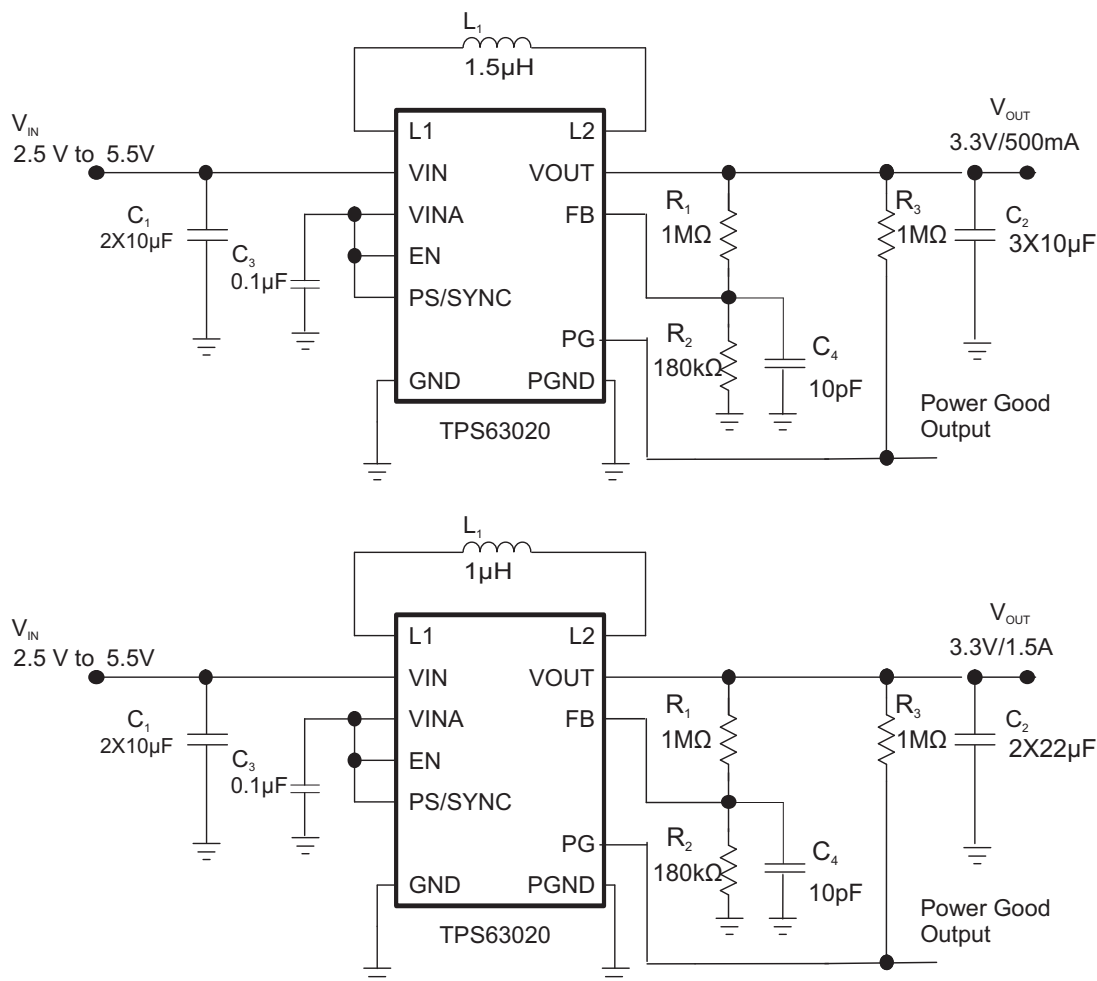 L₁
1.5µH
V_IN
2.5 V to 5.5V
V_OUT
3.3V/500mA
L1
L2
VIN
VOUT
VINA
FB
EN
PS/SYNC
PG
GND
PGND
TPS63020
C₁
2X10µF
C₃
0.1µF
R₁
1MΩ
R₃
1MΩ
C₂
3X10µF
R₂
180kΩ
C₄
10pF
Power Good
Output
L₁
1µH
V_IN
2.5 V to 5.5V
V_OUT
3.3V/1.5A
L1
L2
VIN
VOUT
VINA
FB
EN
PS/SYNC
PG
GND
PGND
TPS63020
C₁
2X10µF
C₃
0.1µF
R₁
1MΩ
R₃
1MΩ
C₂
2X22µF
R₂
180kΩ
C₄
10pF
Power Good
Output